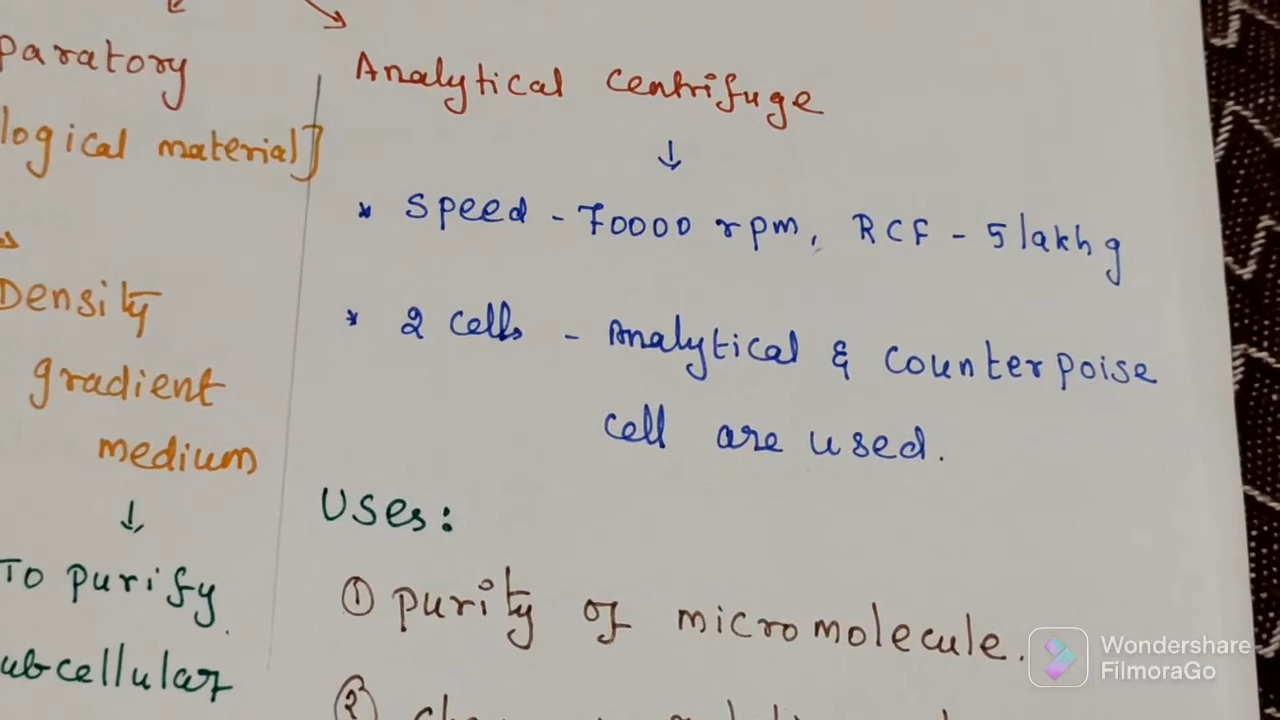 paratory
logical material]
Density
gradient
medium
↓
To purify
ubcellular
Analytical Centrifuge
↓
* Speed - 70000 rpm, RCF - 5 lakh g
* 2 cells - Analytical & Counterpoise
cell are used.
Uses:
① purity of micromolecule.
②
Wondershare
FilmoraGo